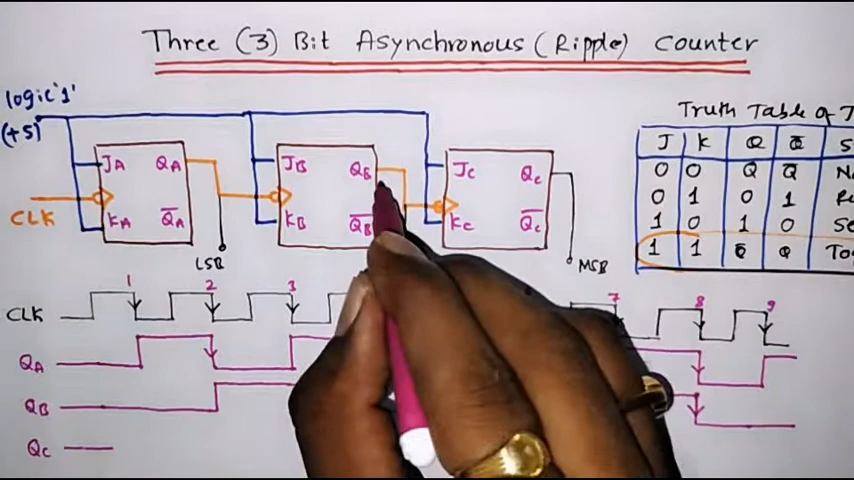 Three (3) Bit Asynchronous (Ripple) Counter
logic '1'
(+5)
JA QA
KA Q̅A
JB QB
KB Q̅B
JC QC
KC Q̅C
CLK
LSB
MSB
Truth Table of
J K Q Q̅
0 0 Q Q̅
0 1 0 1
1 0 1 0
1 1 Q̅ Q
CLK 1 2 3 7 8 9
QA
QB
QC